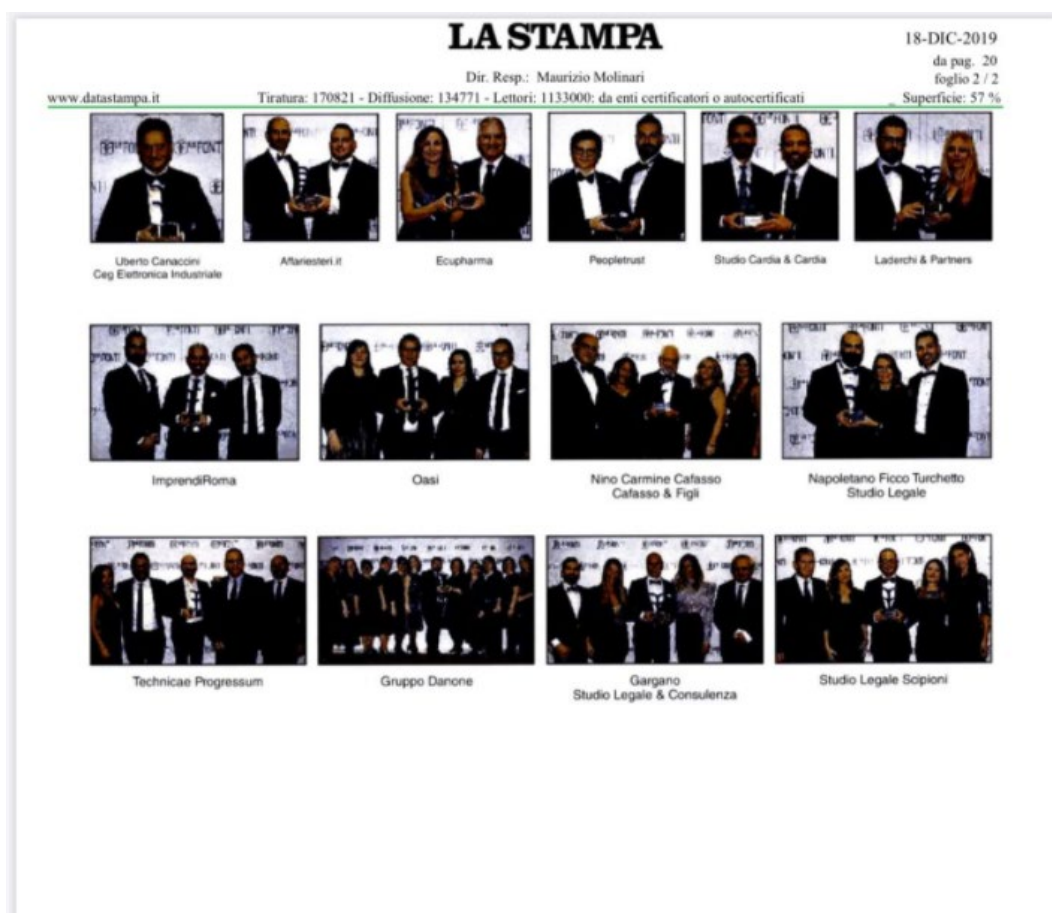 LA STAMPA
18-DIC-2019
da pag. 20
Dir. Resp.: Maurizio Molinari
foglio 2 / 2
www.datastampa.it
Tiratura: 170821 - Diffusione: 134771 - Lettori: 1133000: da enti certificatori o autocertificati
Superficie: 57 %
Uberto Canaccini
Ceg Elettronica Industriale
Affariesteri.it
Ecupharma
Peopletrust
Studio Cardia & Cardia
Laderchi & Partners
ImprendiRoma
Oasi
Nino Carmine Cafasso
Cafasso & Figli
Napoletano Ficco Turchetto
Studio Legale
Technicae Progressum
Gruppo Danone
Gargano
Studio Legale & Consulenza
Studio Legale Scipioni